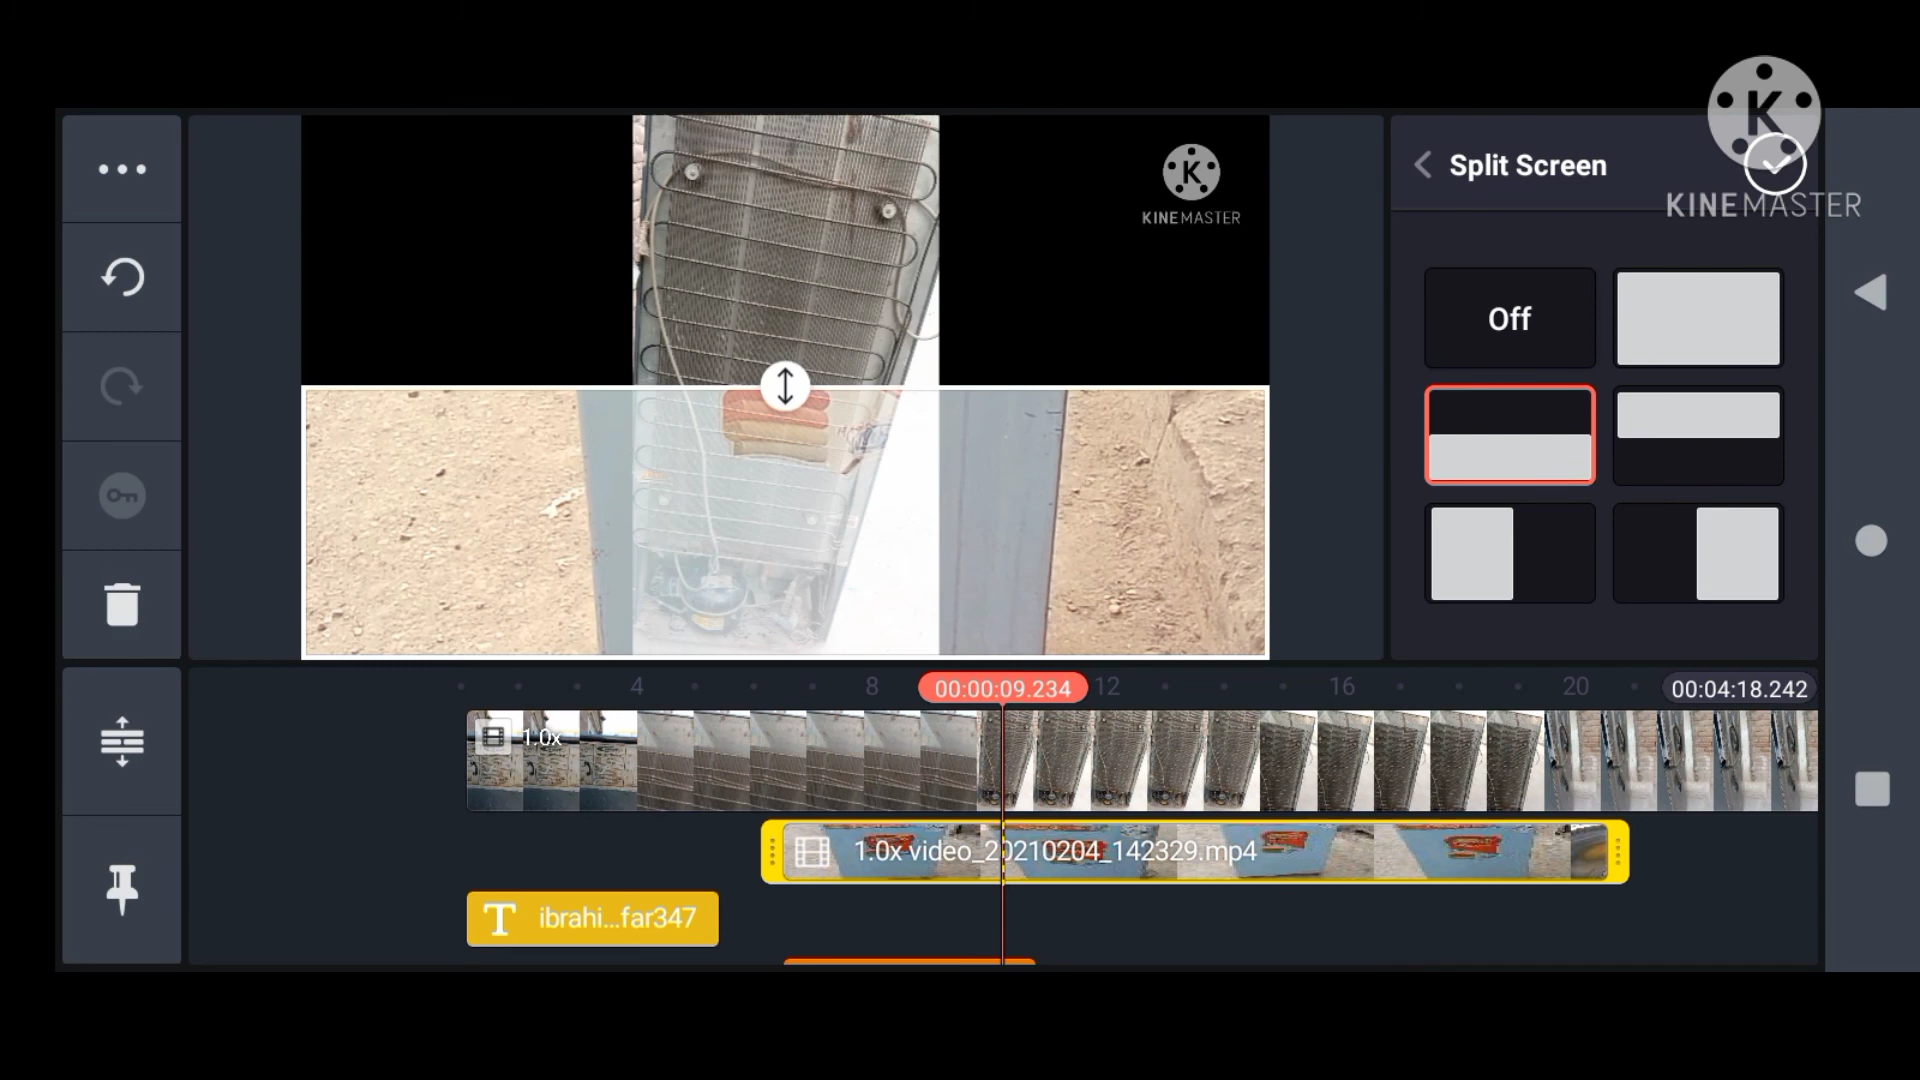 K
KINEMASTER
Split Screen
K
KINEMASTER
Off
4
8
00:00:09.234
12
16
20
00:04:18.242
1.0x
1.0x video_20210204_142329.mp4
T ibrahi...far347